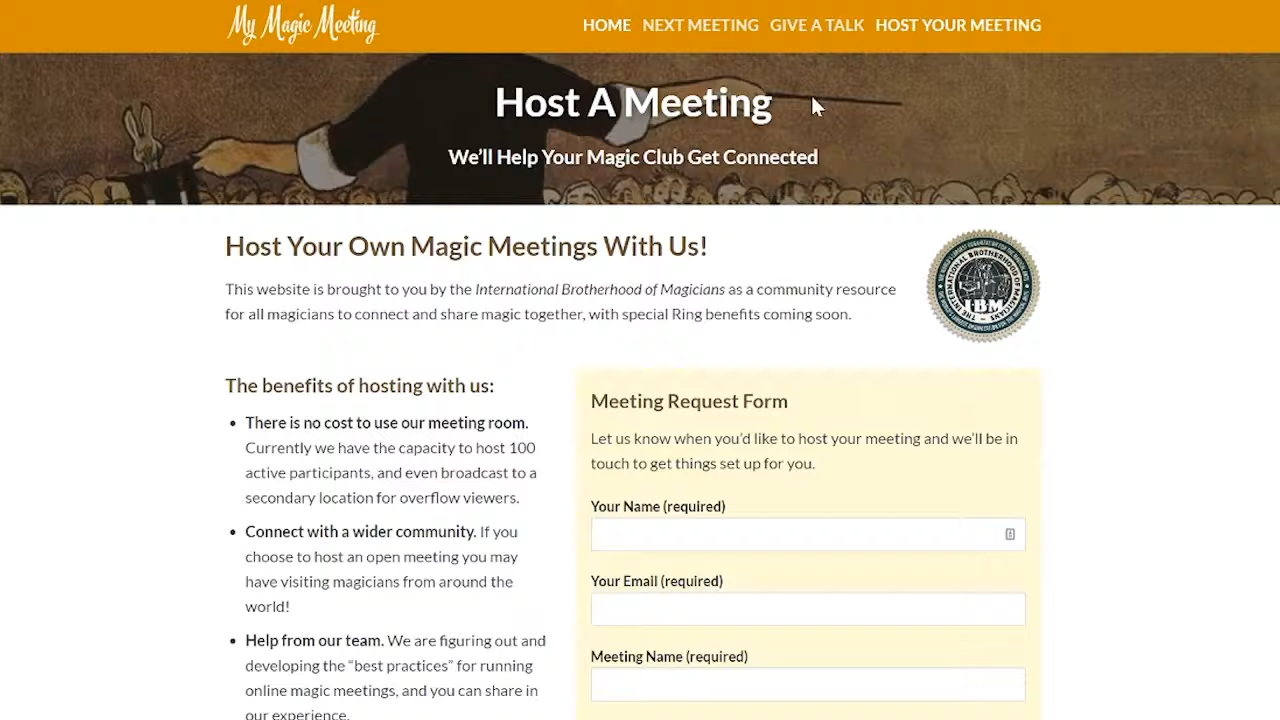 My Magic Meeting
HOME NEXT MEETING GIVE A TALK HOST YOUR MEETING
Host A Meeting
We’ll Help Your Magic Club Get Connected
Host Your Own Magic Meetings With Us!
This website is brought to you by the International Brotherhood of Magicians as a community resource
for all magicians to connect and share magic together, with special Ring benefits coming soon.
THE INTERNATIONAL BROTHERHOOD OF MAGICIANS
IBM
The benefits of hosting with us:
There is no cost to use our meeting room.
Currently we have the capacity to host 100
active participants, and even broadcast to a
secondary location for overflow viewers.
Connect with a wider community. If you
choose to host an open meeting you may
have visiting magicians from around the
world!
Help from our team. We are figuring out and
developing the “best practices” for running
online magic meetings, and you can share in
our experience.
Meeting Request Form
Let us know when you’d like to host your meeting and we’ll be in
touch to get things set up for you.
Your Name (required)
Your Email (required)
Meeting Name (required)